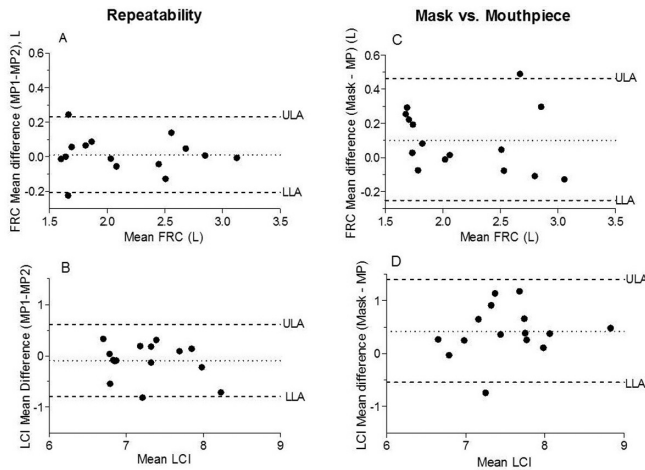 Repeatability
Mask vs. Mouthpiece
A
FRC Mean difference (MP1-MP2), L
0.6
0.4
0.2
0.0
-0.2
ULA
LLA
1.5 2.0 2.5 3.0 3.5
Mean FRC (L)
C
FRC Mean difference (Mask - MP) (L)
0.6
0.4
0.2
0.0
-0.2
ULA
LLA
1.5 2.0 2.5 3.0 3.5
Mean FRC (L)
B
LCI Mean Difference (MP1-MP2)
1
0
-1
ULA
LLA
6 7 8 9
Mean LCI
D
LCI Mean difference (Mask - MP)
1
0
-1
ULA
LLA
6 7 8 9
Mean LCI